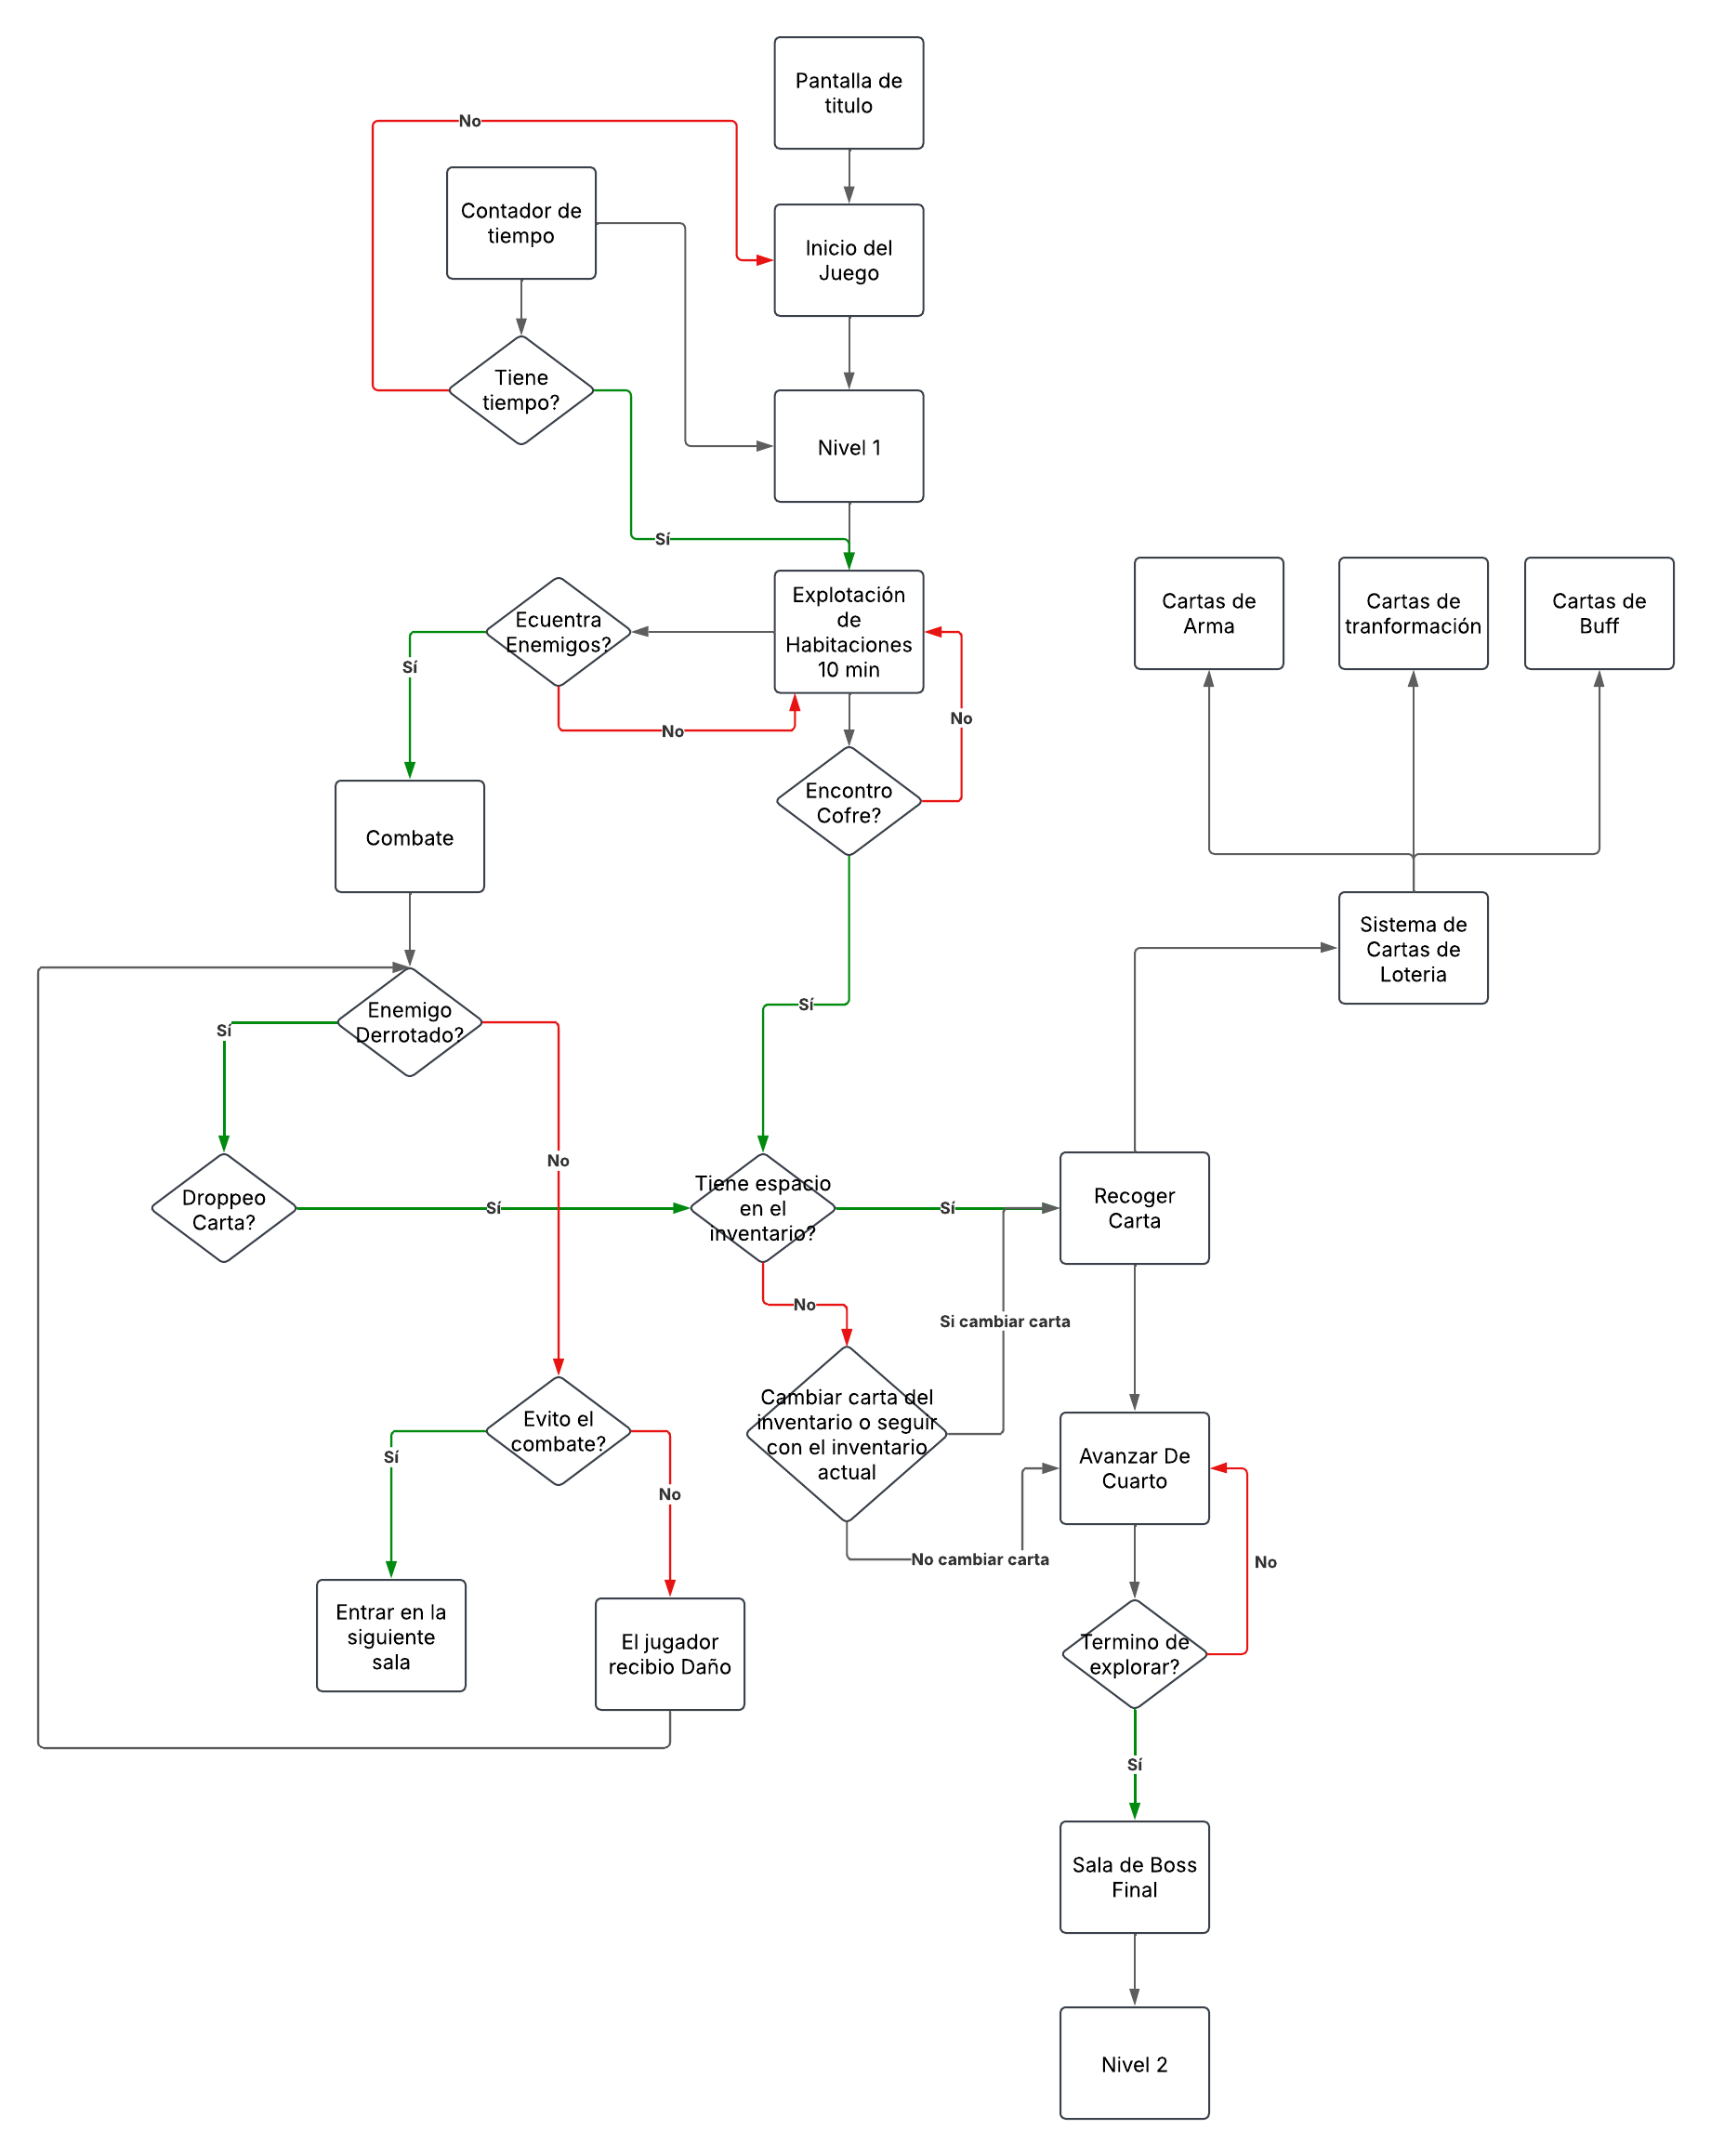 Pantalla de
titulo
No
Contador de
tiempo
Inicio del
Juego
Tiene
tiempo?
Nivel 1
Sí
Explotación
de
Habitaciones
10 min
Ecuentra
Enemigos?
Cartas de
Arma
Cartas de
tranformación
Cartas de
Buff
Sí
No
No
Encontro
Cofre?
Combate
Sistema de
Cartas de
Loteria
Sí
Enemigo
Derrotado?
Sí
No
Droppeo
Carta?
Sí
Tiene espacio
en el
inventario?
Sí
Recoger
Carta
No
Si cambiar carta
Cambiar carta del
inventario o seguir
con el inventario
actual
Evito el
combate?
Sí
No
Avanzar De
Cuarto
No cambiar carta
No
Entrar en la
siguiente
sala
El jugador
recibio Daño
Termino de
explorar?
Sí
Sala de Boss
Final
Nivel 2